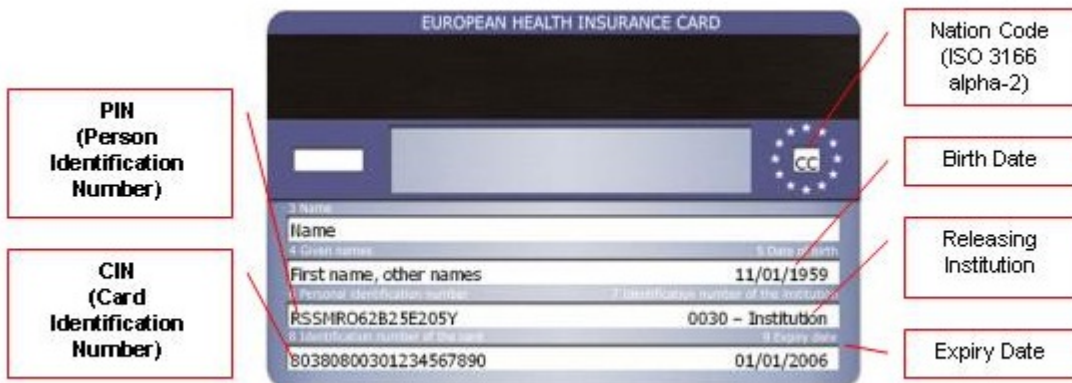 EUROPEAN HEALTH INSURANCE CARD
Nation Code
(ISO 3166
alpha-2)
PIN
(Person
Identification
Number)
CC
Birth Date
3 Name
Name
4 Given names 5 Date of birth
First name, other names 11/01/1959
6 Personal identification number 7 Identification number of the institution
RSSMRO62B25E205Y 0030 – Institution
8 Identification number of the card 9 Expiry date
80380800301234567890 01/01/2006
Releasing
Institution
CIN
(Card
Identification
Number)
Expiry Date